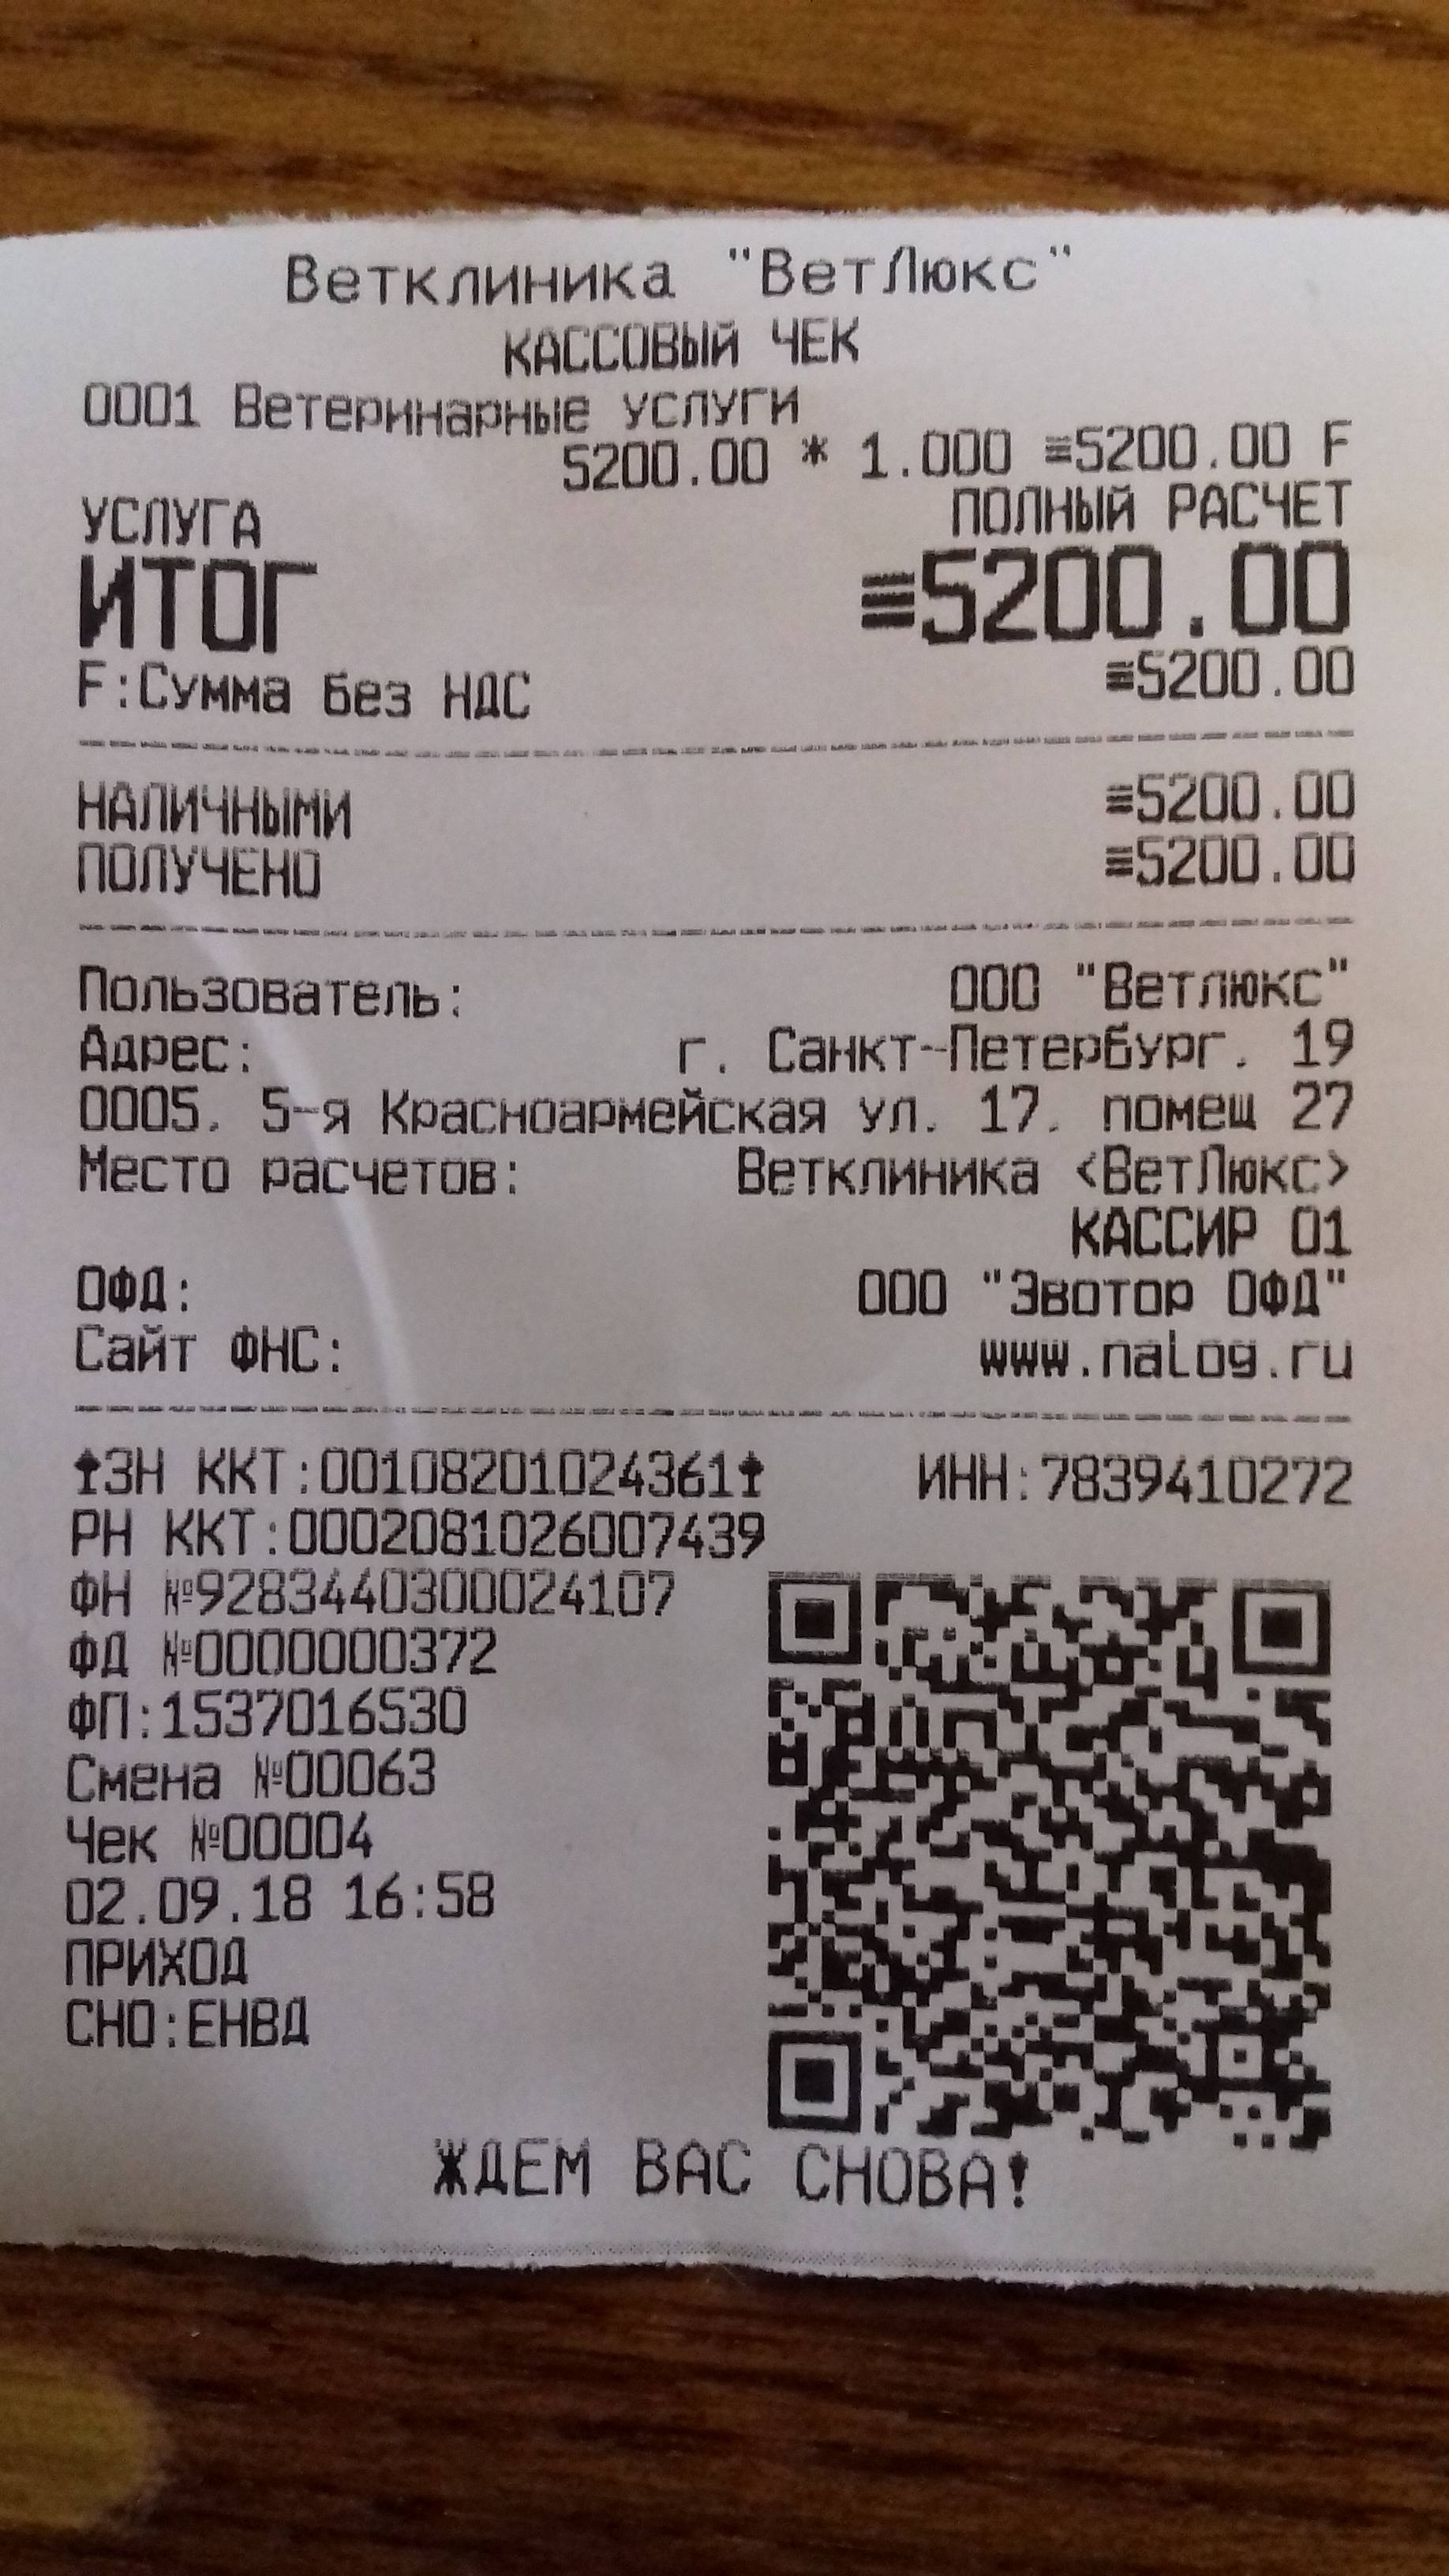 Ветклиника "ВетЛюкс"
КАССОВЫЙ ЧЕК
0001 Ветеринарные услуги
5200.00 * 1.000 ≡5200.00 F
УСЛУГА ПОЛНЫЙ РАСЧЕТ
ИТОГ ≡5200.00
F:Сумма без НДС ≡5200.00
НАЛИЧНЫМИ ≡5200.00
ПОЛУЧЕНО ≡5200.00
Пользователь: ООО "Ветлюкс"
Адрес: г. Санкт-Петербург, 19
0005, 5-я Красноармейская ул. 17, помещ 27
Место расчетов: Ветклиника <ВетЛюкс>
КАССИР 01
ОФД: ООО "Эвотор ОФД"
Сайт ФНС: www.nalog.ru
ЗН ККТ:00108201024361 ИНН:7839410272
РН ККТ:0002081026007439
ФН №9283440300024107
ФД №0000000372
ФП:1537016530
Смена №00063
Чек №00004
02.09.18 16:58
ПРИХОД
СНО:ЕНВД
ЖДЕМ ВАС СНОВА!